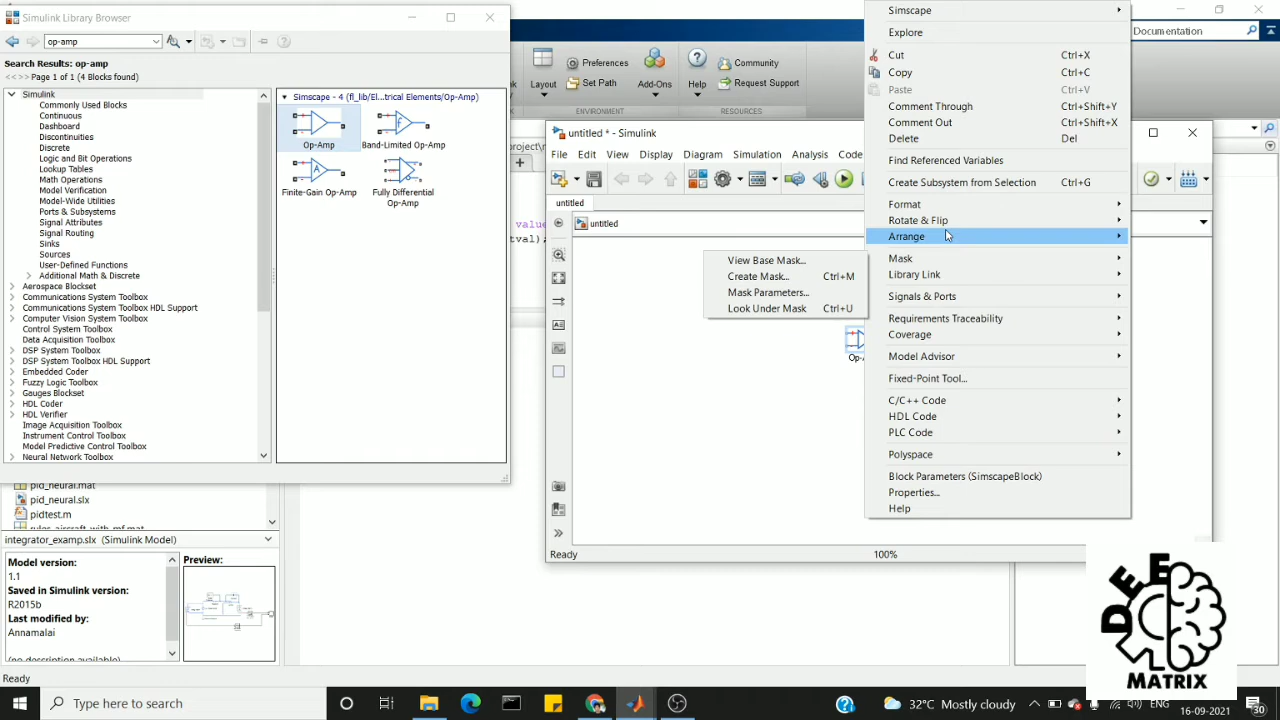 Simulink Library Browser
op-amp
Search Results: op-amp
<<>> Page 1 of 1 (4 Blocks found)
Simulink
Commonly Used Blocks
Continuous
Dashboard
Discontinuities
Discrete
Logic and Bit Operations
Lookup Tables
Math Operations
Model Verification
Model-Wide Utilities
Ports & Subsystems
Signal Attributes
Signal Routing
Sinks
Sources
User-Defined Functions
Additional Math & Discrete
Aerospace Blockset
Communications System Toolbox
Communications System Toolbox HDL Support
Computer Vision System Toolbox
Control System Toolbox
Data Acquisition Toolbox
DSP System Toolbox
DSP System Toolbox HDL Support
Embedded Coder
Fuzzy Logic Toolbox
Gauges Blockset
HDL Coder
HDL Verifier
Image Acquisition Toolbox
Instrument Control Toolbox
Model Predictive Control Toolbox
Neural Network Toolbox
Simscape - 4 (fl_lib/El...trical Elements/Op-Amp)
Op-Amp
Band-Limited Op-Amp
Finite-Gain Op-Amp
Fully Differential
Op-Amp
pid_neural.mat
pid_neural.slx
pidtest.m
rules_aircraft_with_mf.mat
integrator_examp.slx (Simulink Model)
Model version:
1.1
Saved in Simulink version:
R2015b
Last modified by:
Annamalai
(no description available)
Preview:
Ready
Layout
Preferences
Set Path
Add-Ons
Help
Community
Request Support
ENVIRONMENT
RESOURCES
Documentation
value
tval);
untitled * - Simulink
File Edit View Display Diagram Simulation Analysis Code
untitled
untitled
View Base Mask...
Create Mask... Ctrl+M
Mask Parameters...
Look Under Mask Ctrl+U
Ready
100%
Simscape
Explore
Cut Ctrl+X
Copy Ctrl+C
Paste Ctrl+V
Comment Through Ctrl+Shift+Y
Comment Out Ctrl+Shift+X
Delete Del
Find Referenced Variables
Create Subsystem from Selection Ctrl+G
Format
Rotate & Flip
Arrange
Mask
Library Link
Signals & Ports
Requirements Traceability
Coverage
Model Advisor
Fixed-Point Tool...
C/C++ Code
HDL Code
PLC Code
Polyspace
Block Parameters (SimscapeBlock)
Properties...
Help
DEE
MATRIX
Type here to search
32°C Mostly cloudy
ENG
16-09-2021
30